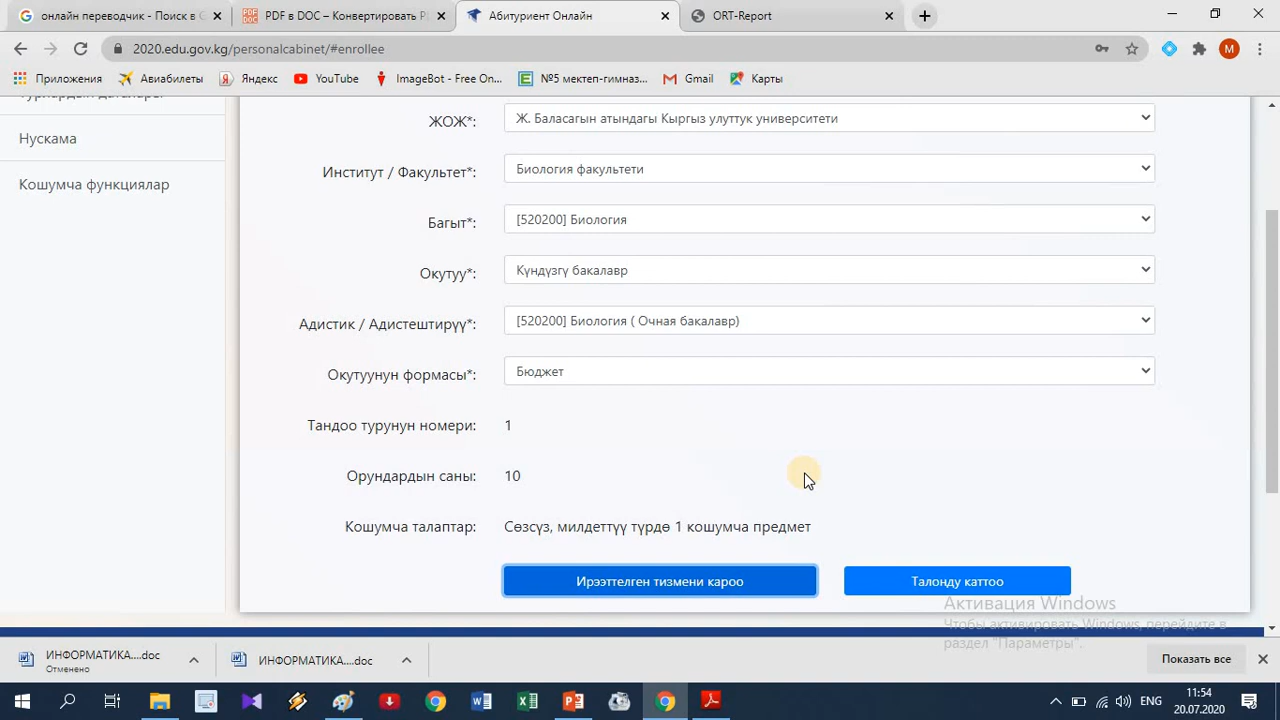 онлайн переводчик - Поиск в G
PDF в DOC – Конвертировать P
Абитуриент Онлайн
ORT-Report
2020.edu.gov.kg/personalcabinet/#enrollee
M
Приложения
Авиабилеты
Яндекс
YouTube
ImageBot - Free On...
№5 мектеп-гимназ...
Gmail
Карты
Нускама
Кошумча функциялар
ЖОЖ*:
Ж. Баласагын атындагы Кыргыз улуттук университети
Институт / Факультет*:
Биология факультети
Багыт*:
[520200] Биология
Окутуу*:
Күндүзгү бакалавр
Адистик / Адистештирүү*:
[520200] Биология ( Очная бакалавр)
Окутуунун формасы*:
Бюджет
Тандоо турунун номери:
1
Орундардын саны:
10
Кошумча талаптар:
Сөзсүз, милдеттүү түрдө 1 кошумча предмет
Ирээттелген тизмени кароо
Талонду каттоо
Активация Windows
Чтобы активировать Windows, перейдите в
раздел "Параметры".
ИНФОРМАТИКА....doc
Отменено
ИНФОРМАТИКА....doc
Показать все
ENG
11:54
20.07.2020